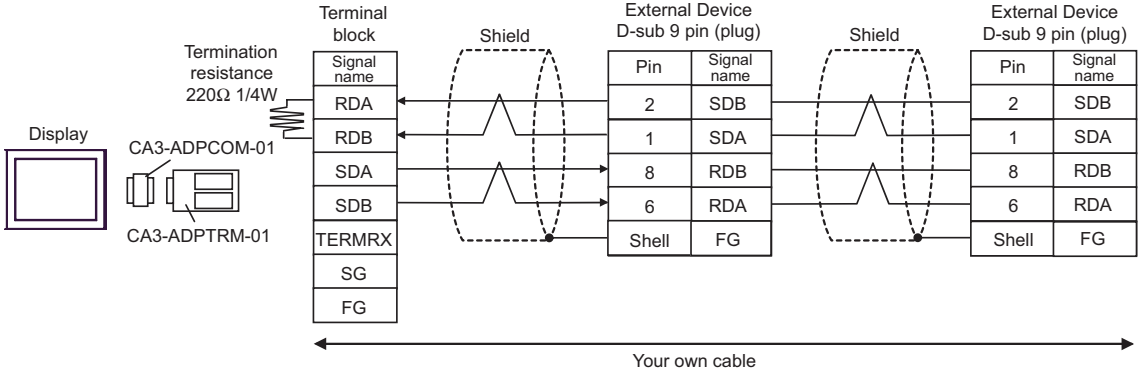 Display
CA3-ADPCOM-01
CA3-ADPTRM-01
Termination
resistance
220Ω 1/4W
Terminal
block
Signal
name
RDA
RDB
SDA
SDB
TERMRX
SG
FG
Shield
External Device
D-sub 9 pin (plug)
Pin Signal
name
2 SDB
1 SDA
8 RDB
6 RDA
Shell FG
Shield
External Device
D-sub 9 pin (plug)
Pin Signal
name
2 SDB
1 SDA
8 RDB
6 RDA
Shell FG
Your own cable